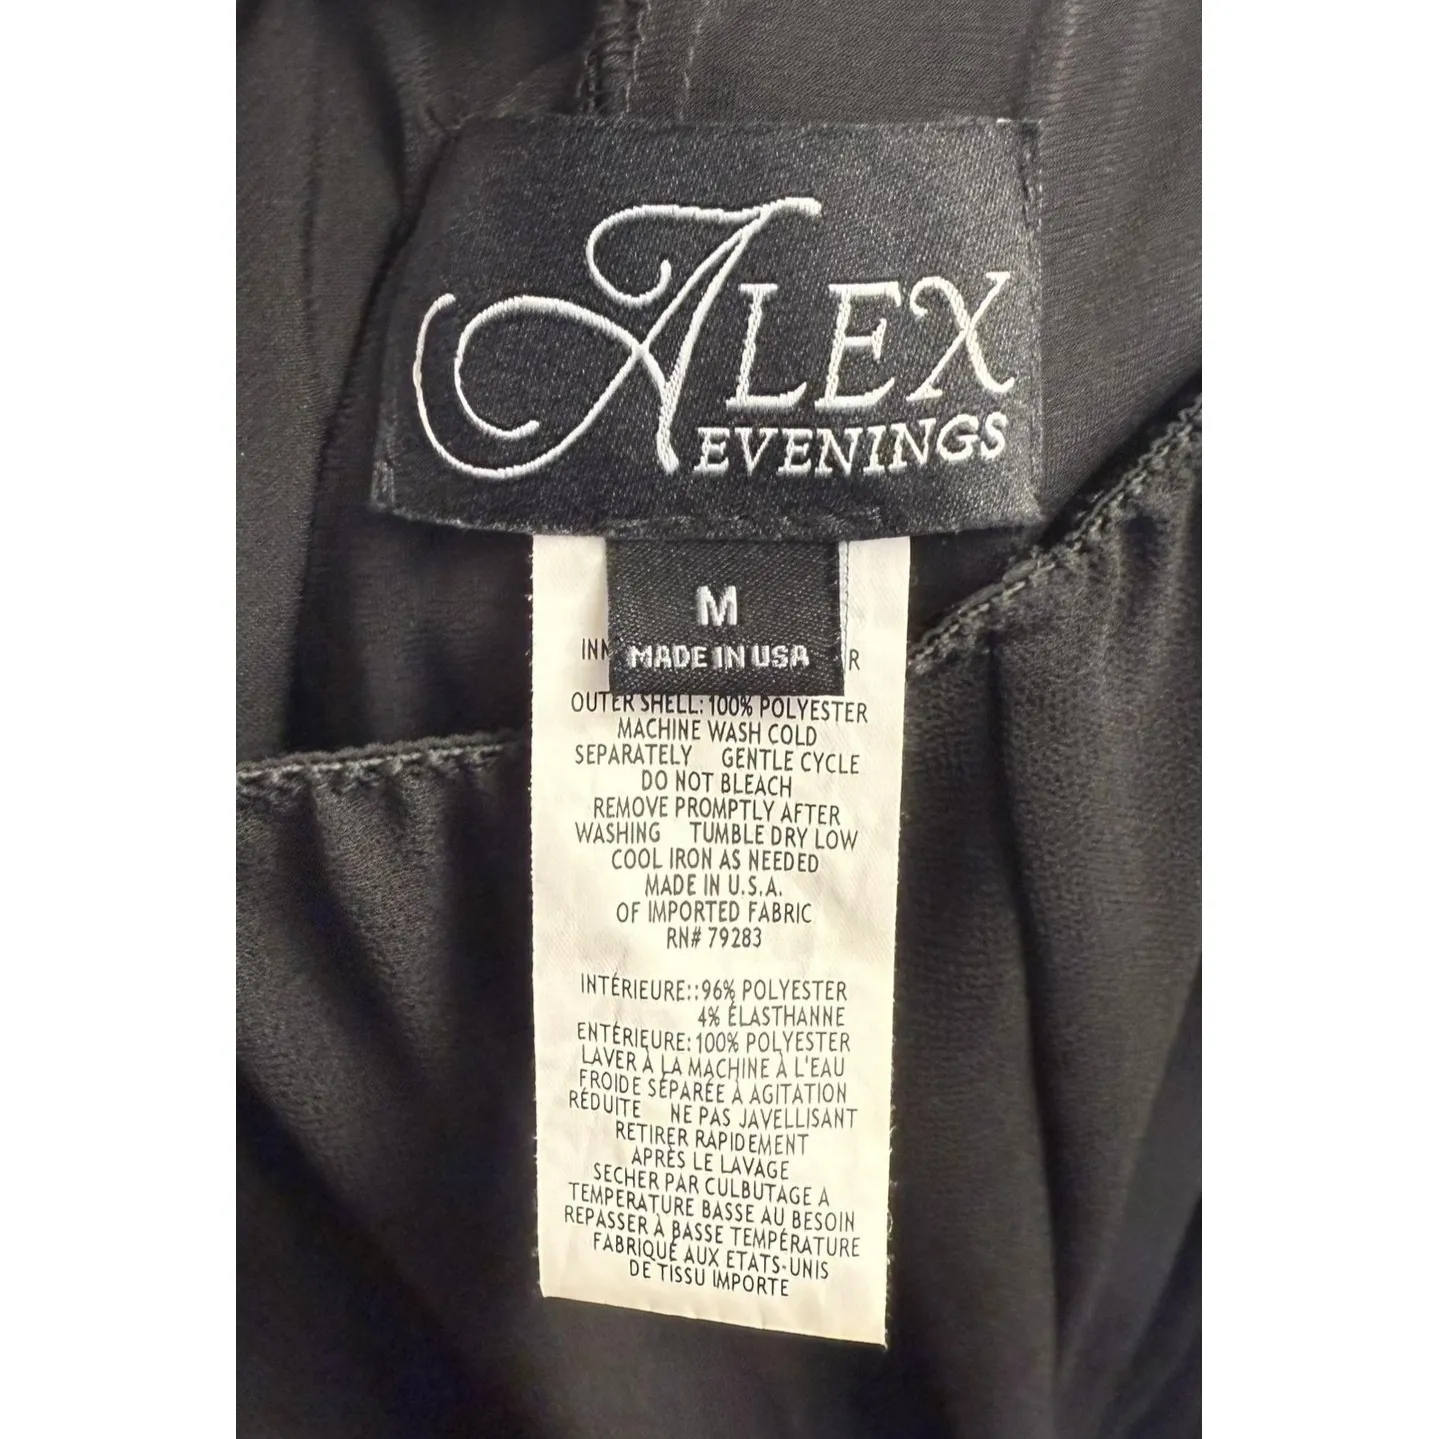 ALEX
EVENINGS
M
MADE IN USA
OUTER SHELL: 100% POLYESTER
MACHINE WASH COLD
SEPARATELY GENTLE CYCLE
DO NOT BLEACH
REMOVE PROMPTLY AFTER
WASHING TUMBLE DRY LOW
COOL IRON AS NEEDED
MADE IN U.S.A.
OF IMPORTED FABRIC
RN# 79283
INTÉRIEURE::96% POLYESTER
4% ÉLASTHANNE
ENTÉRIEURE: 100% POLYESTER
LAVER À LA MACHINE À L'EAU
FROIDE SÉPARÉE À AGITATION
RÉDUITE NE PAS JAVELLISANT
RETIRER RAPIDEMENT
APRÈS LE LAVAGE
SECHER PAR CULBUTAGE A
TEMPERATURE BASSE AU BESOIN
REPASSER À BASSE TEMPÉRATURE
FABRIQUÉ AUX ETATS-UNIS
DE TISSU IMPORTE